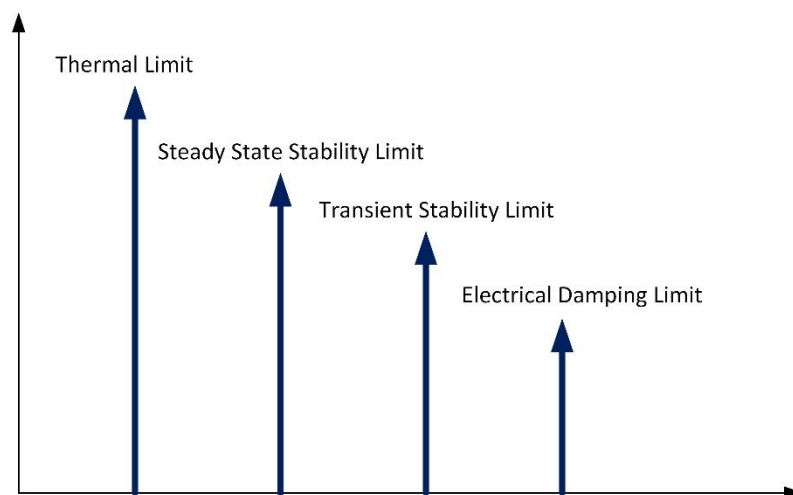 Thermal Limit
Steady State Stability Limit
Transient Stability Limit
Electrical Damping Limit